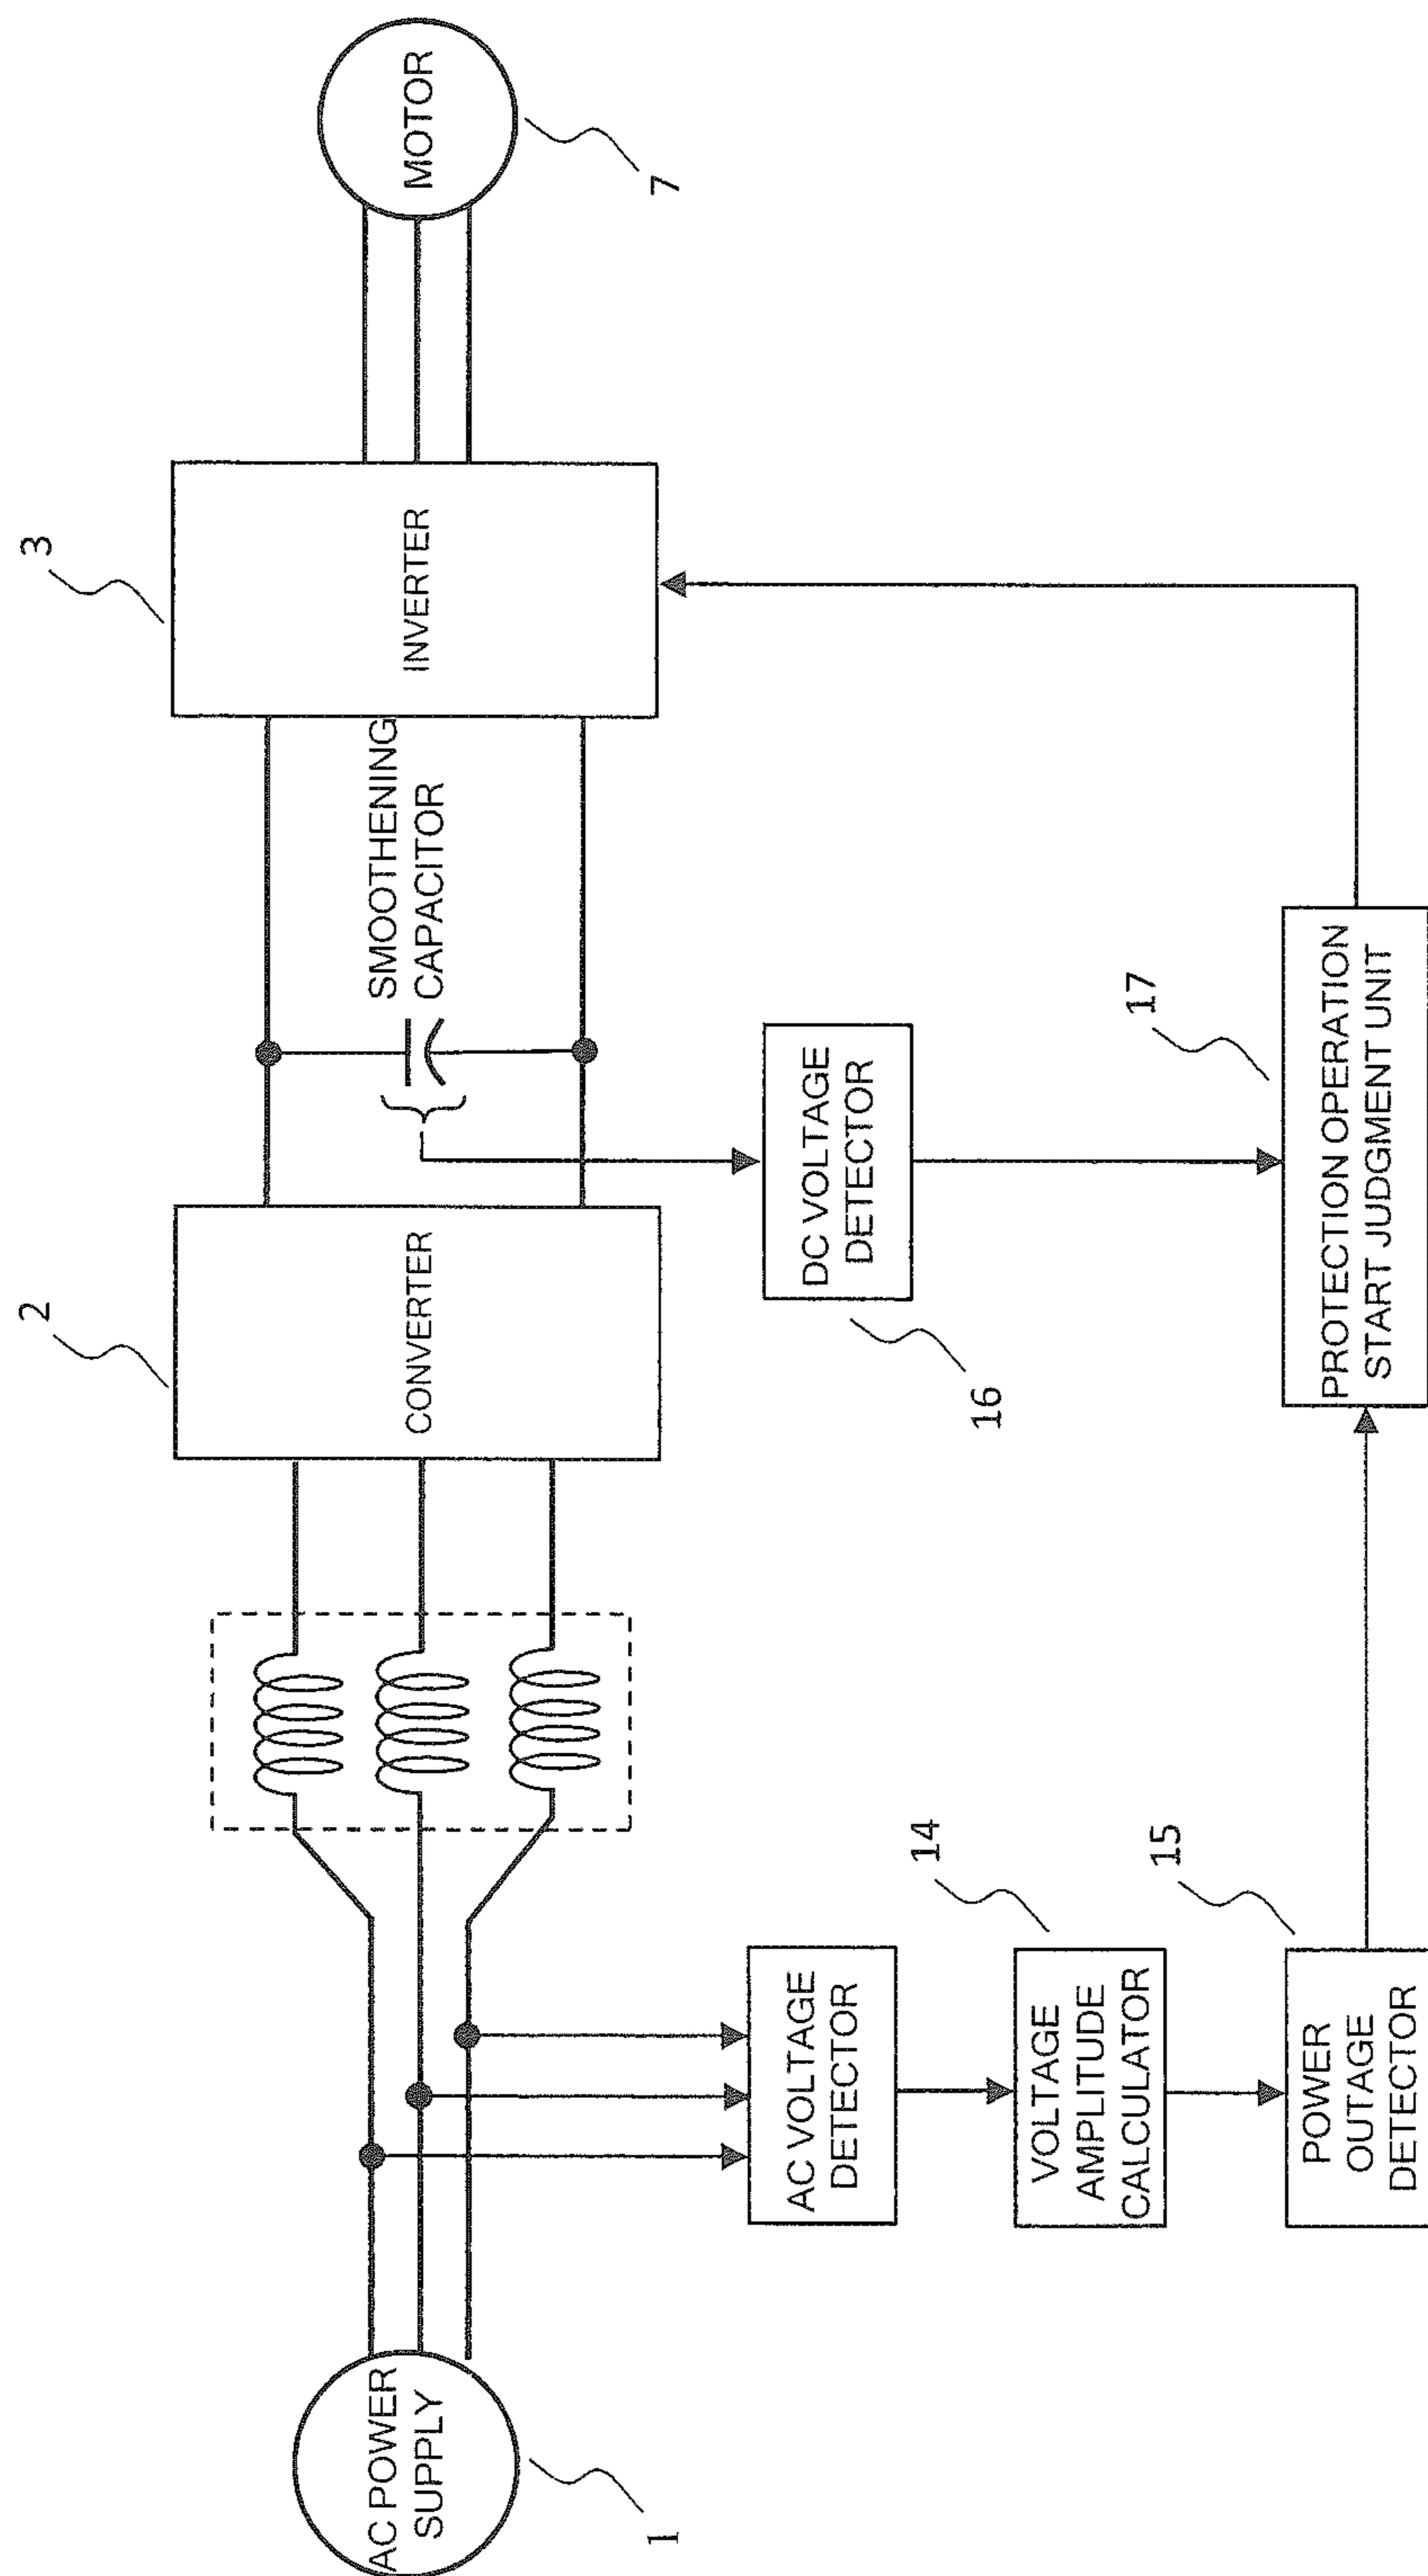 3
2
INVERTER
MOTOR
7
SMOOTHENING
CAPACITOR
CONVERTER
AC POWER
SUPPLY
1
DC VOLTAGE
DETECTOR
16
17
PROTECTION OPERATION
START JUDGMENT UNIT
AC VOLTAGE
DETECTOR
14
VOLTAGE
AMPLITUDE
CALCULATOR
15
POWER
OUTAGE
DETECTOR